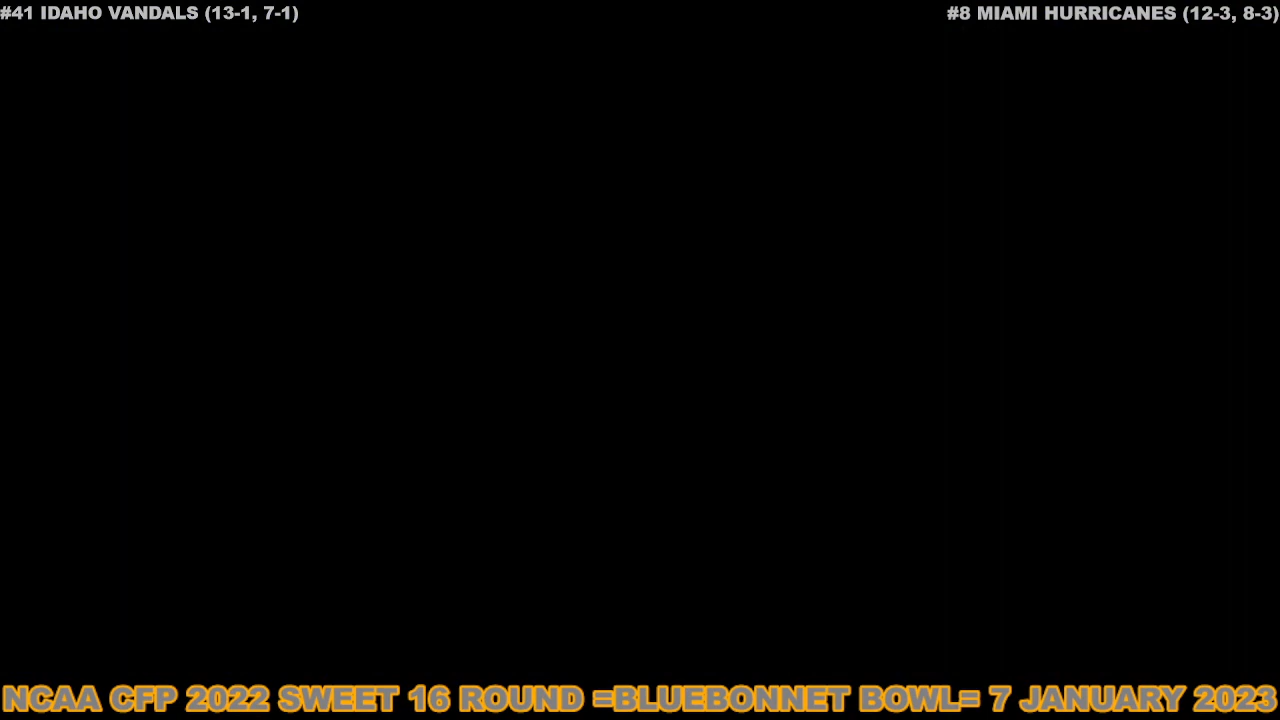 #41 IDAHO VANDALS (13-1, 7-1)
#8 MIAMI HURRICANES (12-3, 8-3)
NCAA CFP 2022 SWEET 16 ROUND =BLUEBONNET BOWL= 7 JANUARY 2023